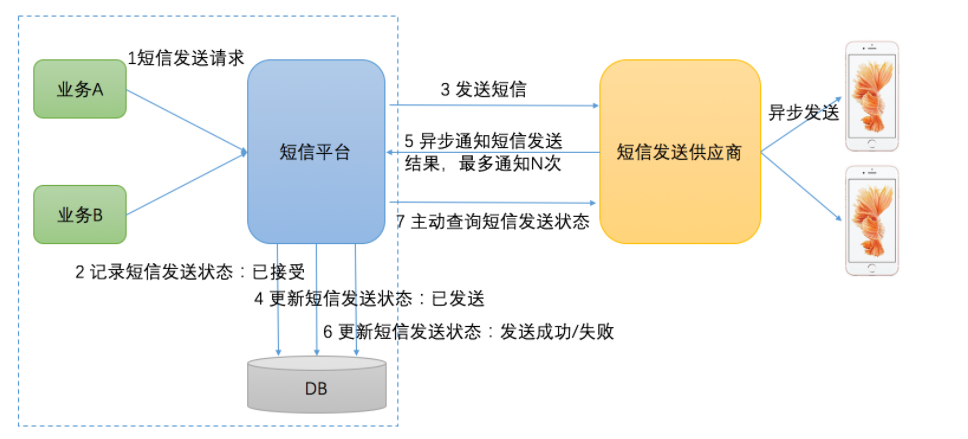 1短信发送请求
业务A
3 发送短信
异步发送
5 异步通知短信发送
结果，最多通知N次
短信平台
短信发送供应商
业务B
7 主动查询短信发送状态
2 记录短信发送状态：已接受
4 更新短信发送状态：已发送
6 更新短信发送状态：发送成功/失败
DB